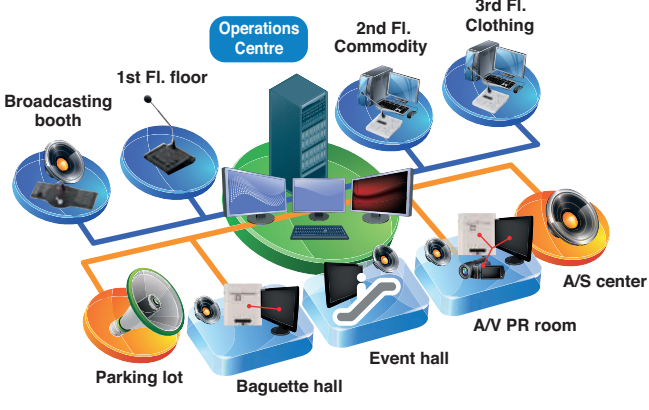 3rd Fl.
Clothing
Operations
Centre
2nd Fl.
Commodity
1st Fl. floor
Broadcasting
booth
A/S center
A/V PR room
Event hall
Parking lot
Baguette hall